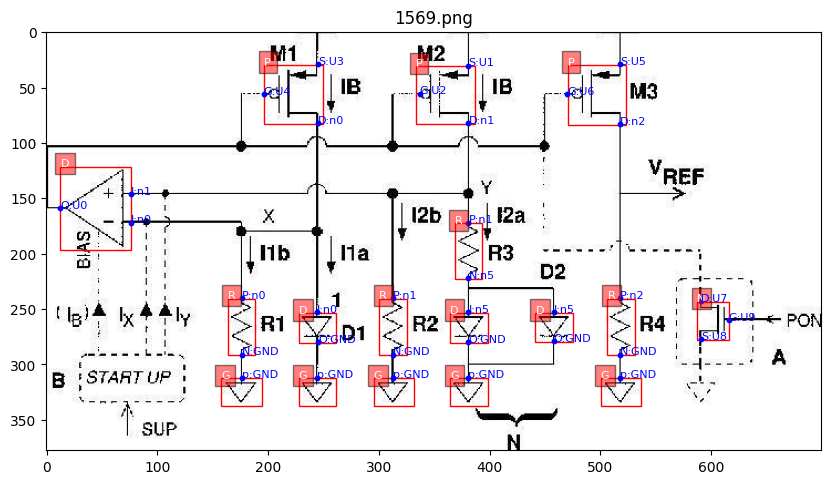 1569.png
M1
M2
P
S:U3
P
S:U1
P
S:U5
G:U4
IB
G:U2
IB
G:U6
M3
D:n0
D:n1
D:n2
0
50
100
150
200
250
300
350
D
O:U0
I:n1
I:n0
+
−
BIAS
X
Y
VREF
I1b
I1a
I2b
I2a
R
P:n1
R3
N:n5
D2
(IB)
IX
IY
R
P:n0
R1
N:GND
1
D
I:n0
D1
O:GND
R
P:n1
R2
N:GND
D
I:n5
O:GND
D
I:n5
O:GND
R
P:n2
R4
N:GND
D:U7
G:U9
S:U8
PON
A
B
START UP
SUP
G
p:GND
G
p:GND
G
p:GND
G
p:GND
G
p:GND
N
0
100
200
300
400
500
600